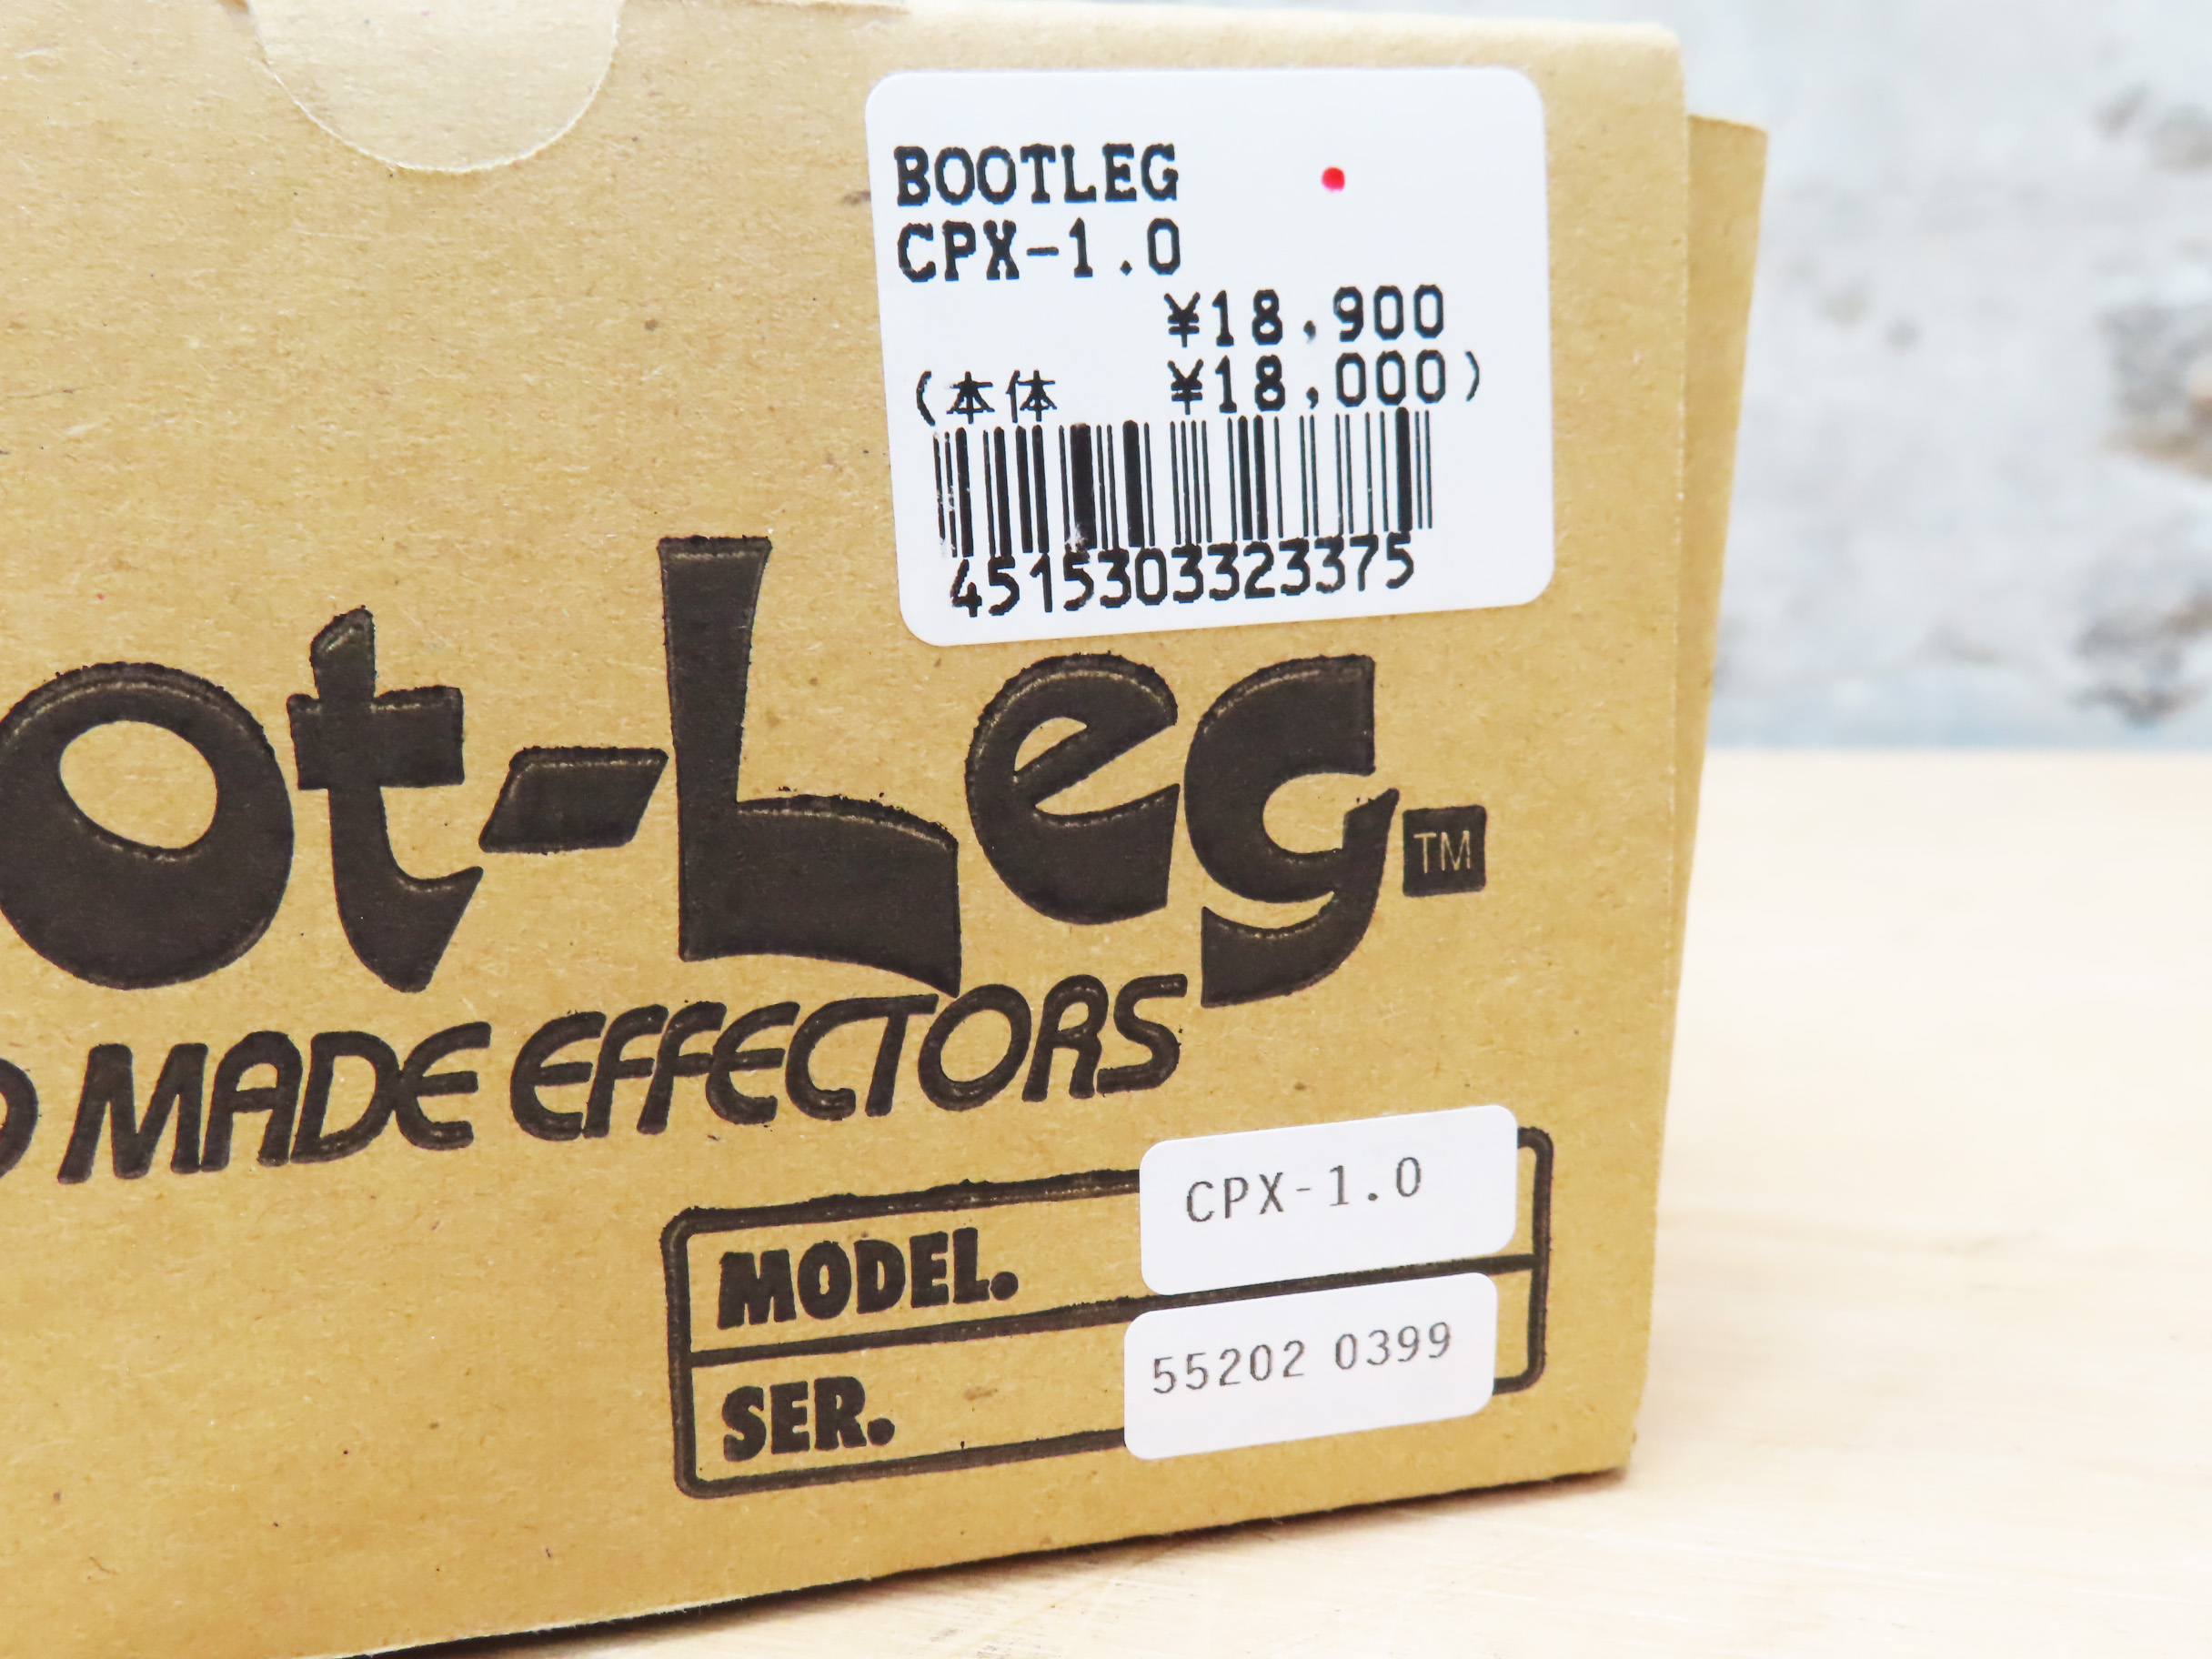 BOOTLEG
CPX-1.0
¥18,900
(本体 ¥18,000)
4515303323375
ot-Leg TM
MADE EFFECTORS
MODEL. CPX-1.0
SER. 55202 0399